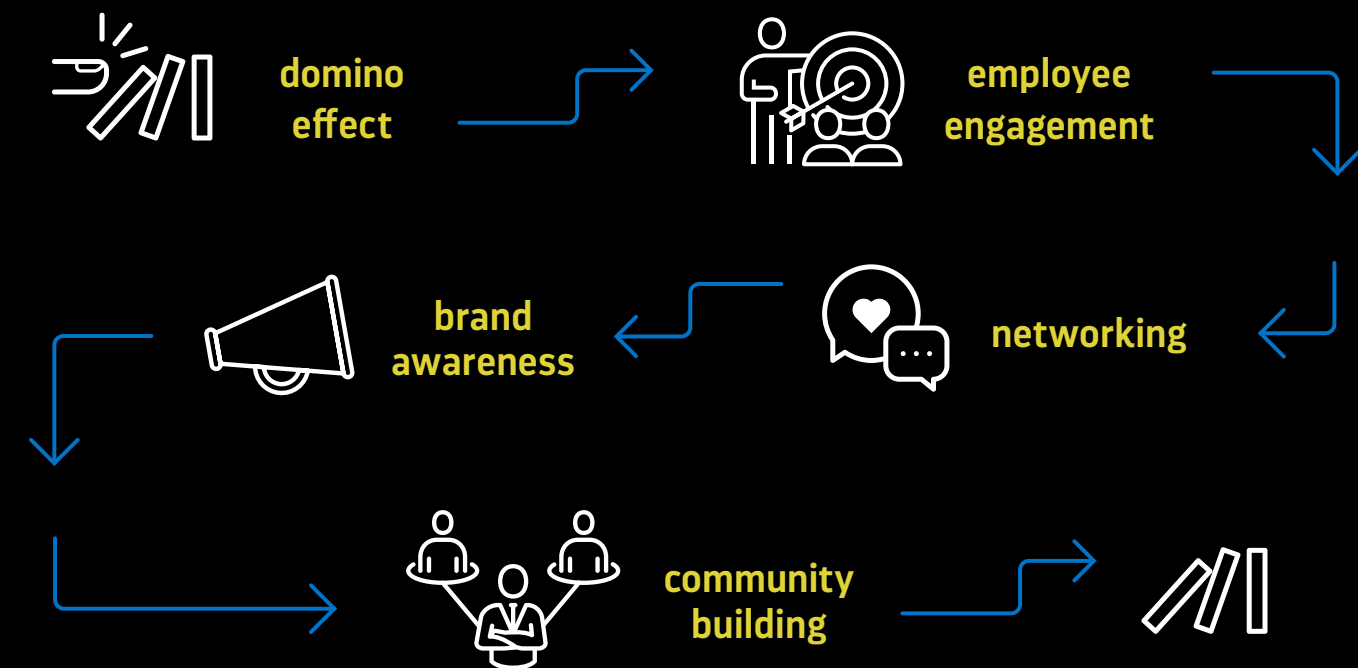 domino
effect
employee
engagement
networking
brand
awareness
community
building